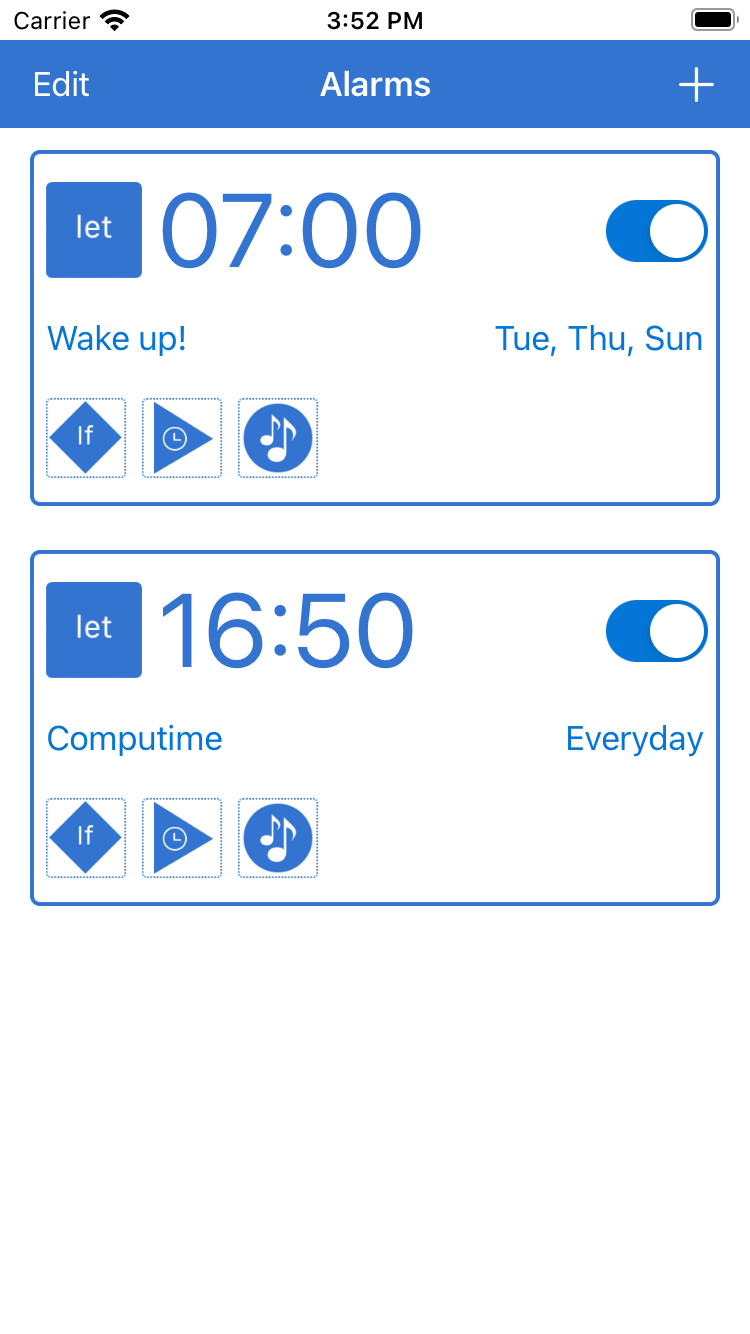 Carrier 3:52 PM
Edit Alarms +
let 07:00
Wake up! Tue, Thu, Sun
If
let 16:50
Computime Everyday
If